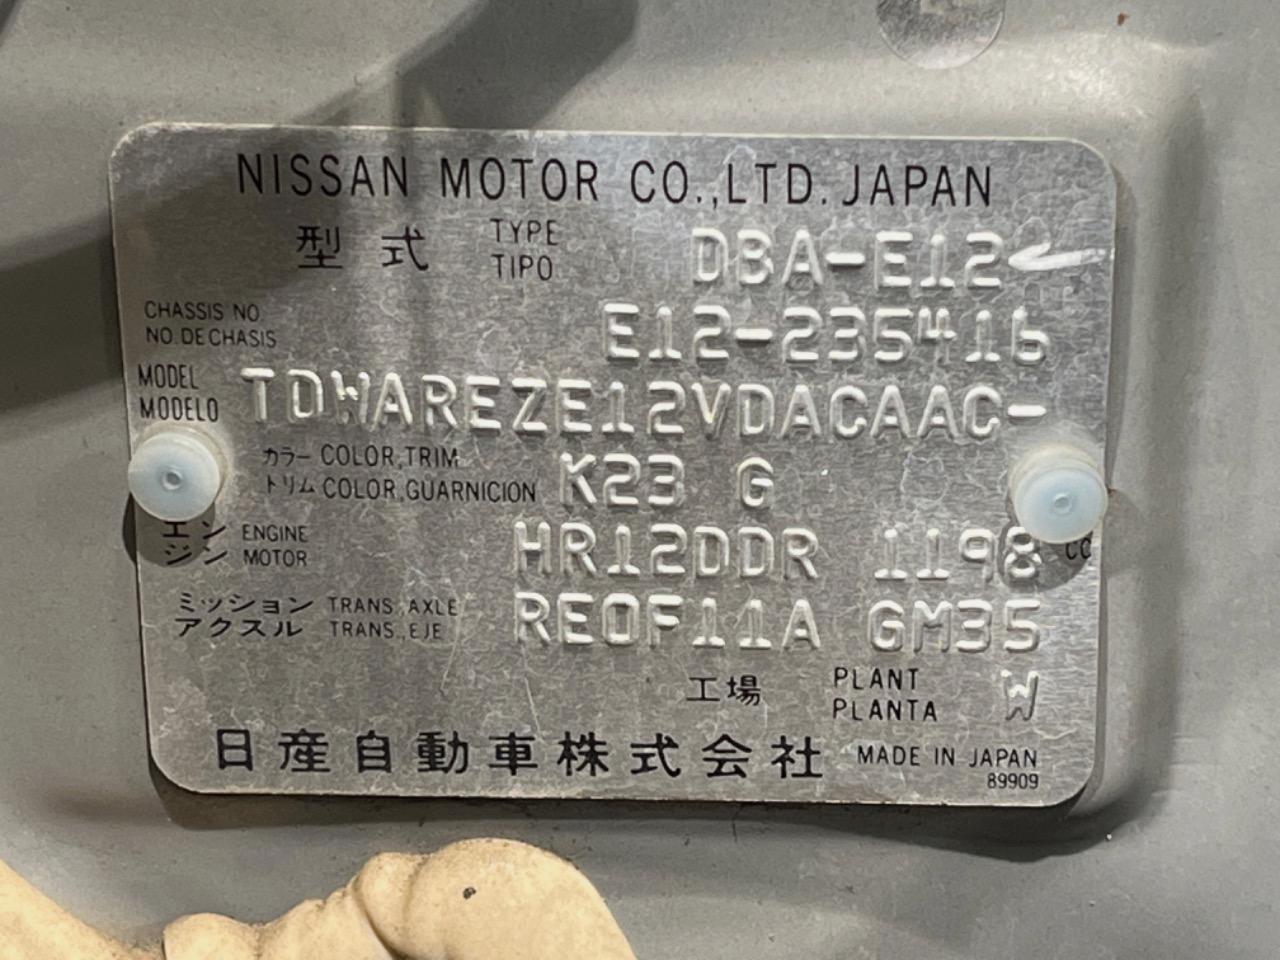 NISSAN MOTOR CO.,LTD. JAPAN
型式 TYPE DBA-E12
TIPO
CHASSIS NO. E12-235416
NO.DE CHASIS
MODEL TDWAREZE12VDACAAC-
MODELO
カラー COLOR,TRIM K23 G
トリム COLOR,GUARNICION
エン ENGINE HR12DDR 1198 CC
ジン MOTOR
ミッション TRANS.,AXLE RE0F11A GM35
アクスル TRANS.,EJE
工場 PLANT W
PLANTA
日産自動車株式会社 MADE IN JAPAN
89909